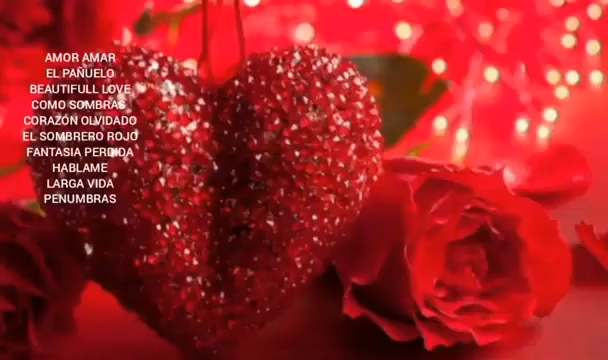 AMOR AMAR
EL PAÑUELO
BEAUTIFULL LOVE
COMO SOMBRAS
CORAZÓN OLVIDADO
EL SOMBRERO ROJO
FANTASIA PERDIDA
HABLAME
LARGA VIDA
PENUMBRAS